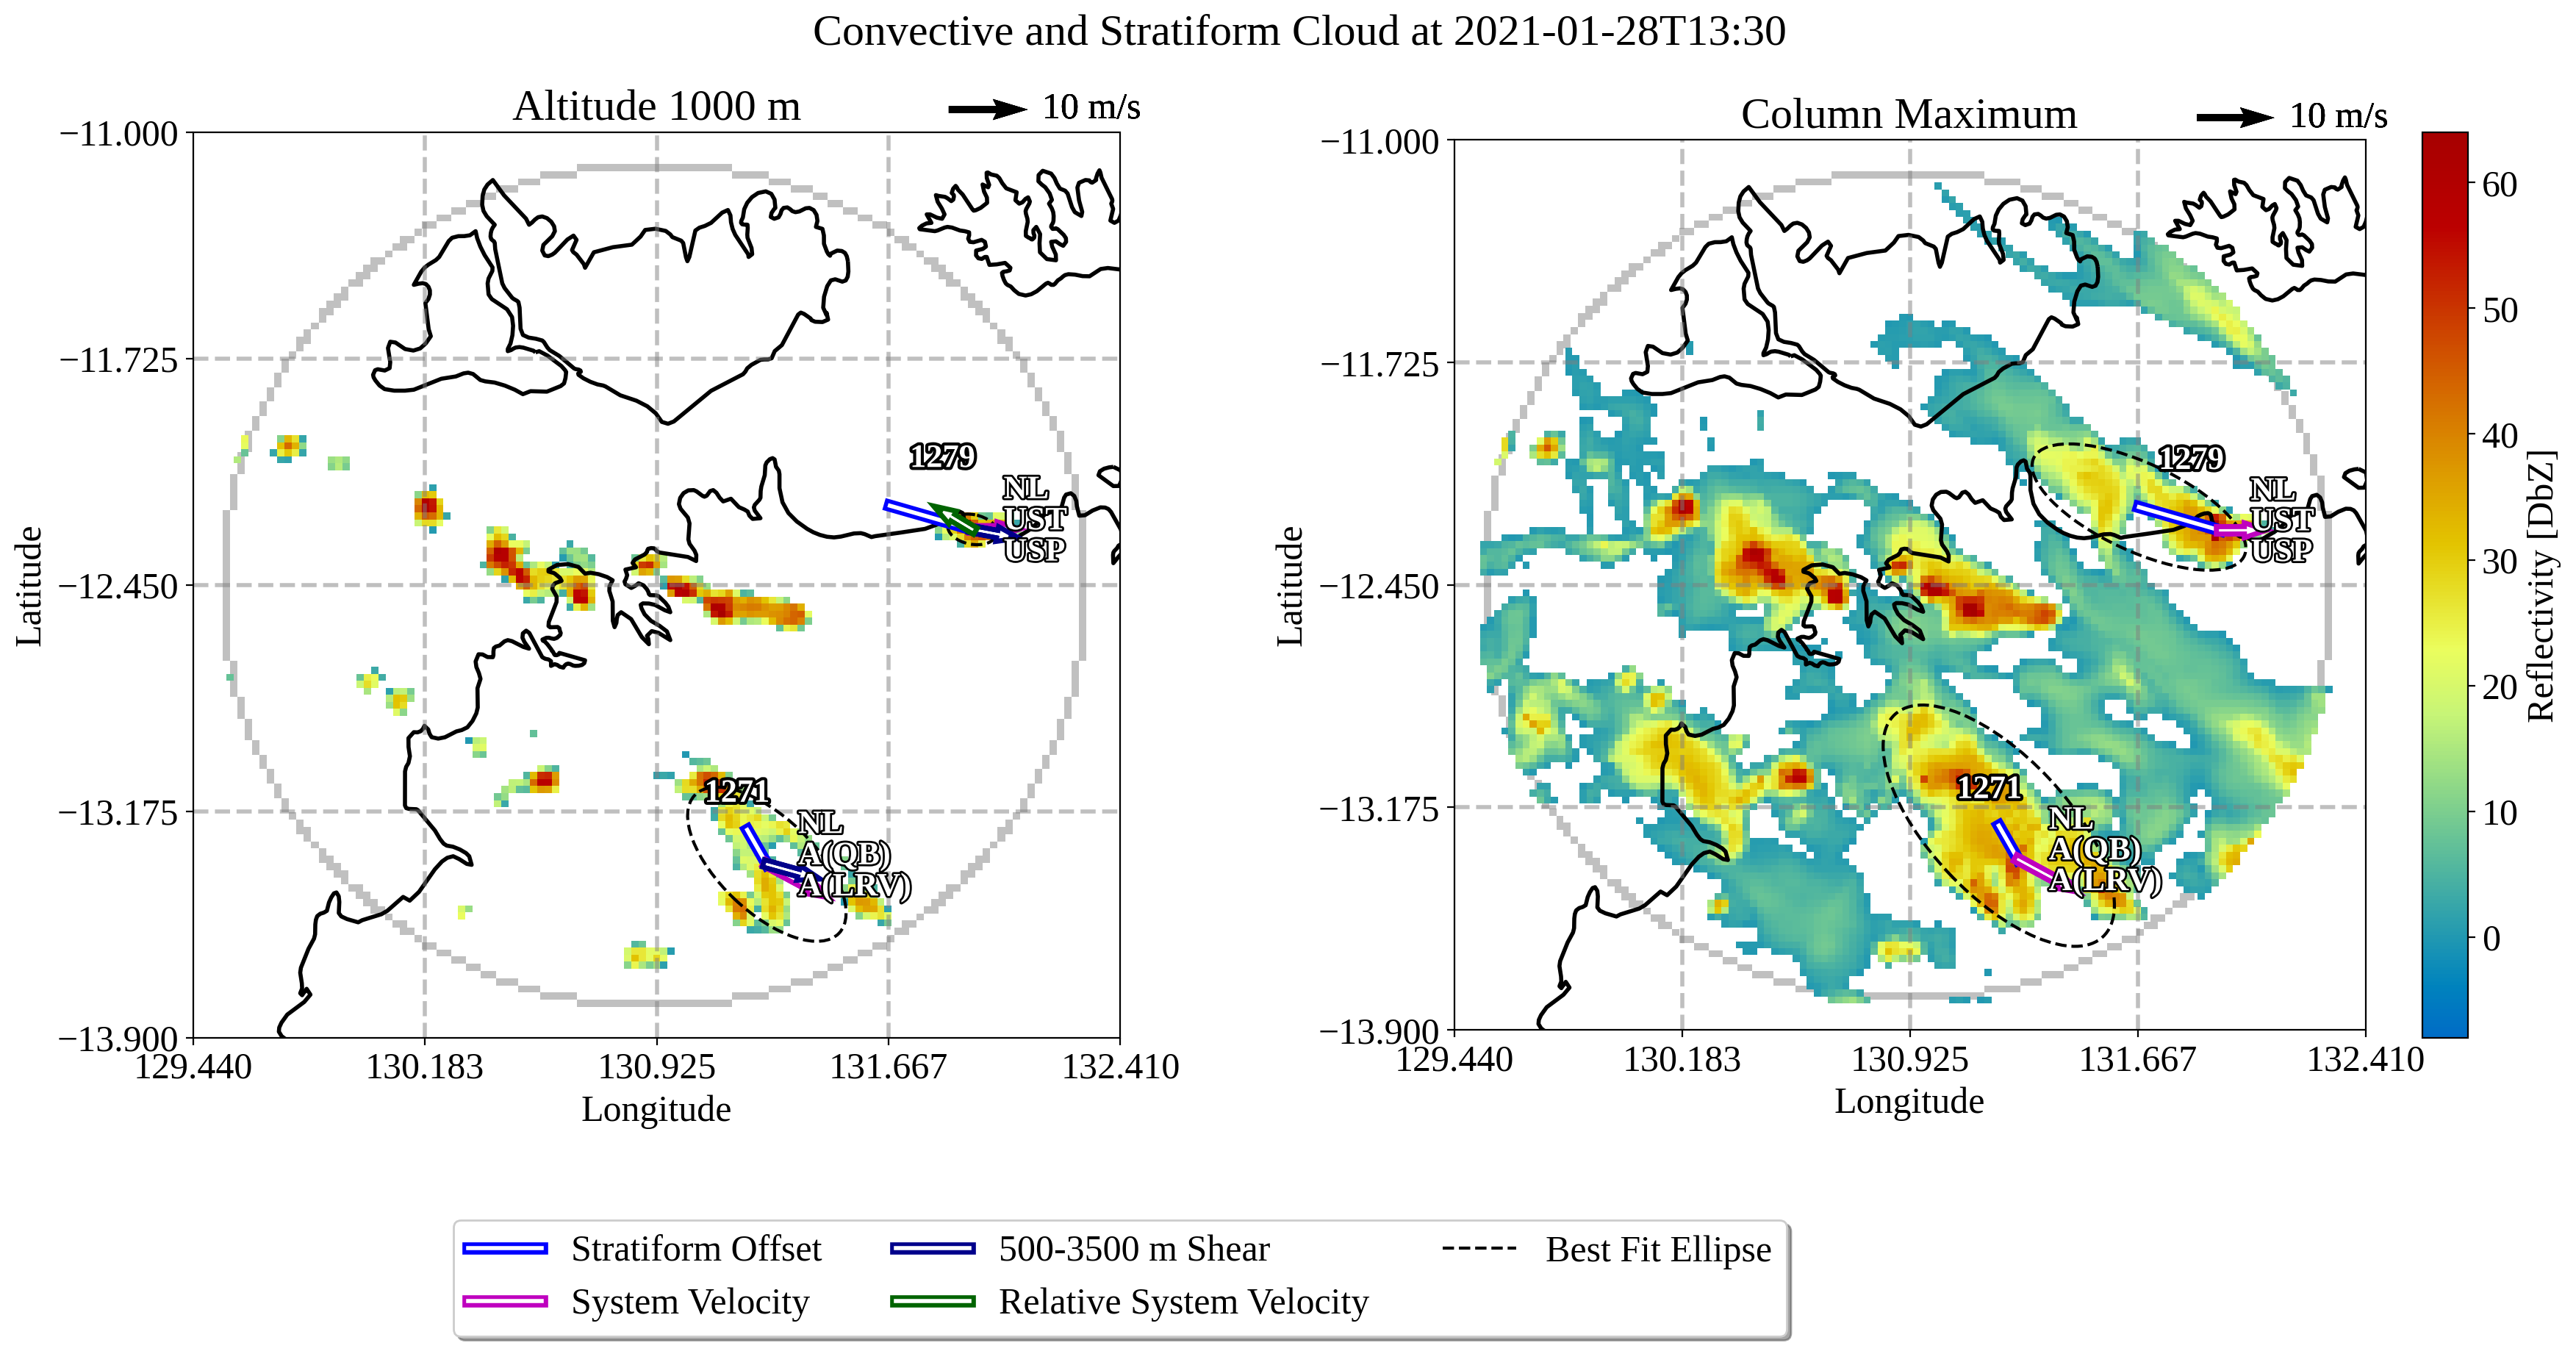 Convective and Stratiform Cloud at 2021-01-28T13:30
Altitude 1000 m
10 m/s
−11.000
−11.725
−12.450
−13.175
−13.900
129.440
130.183
130.925
131.667
132.410
Latitude
Longitude
1279
NL
UST
USP
1271
NL
A(QB)
A(LRV)
Column Maximum
10 m/s
−11.000
−11.725
−12.450
−13.175
−13.900
129.440
130.183
130.925
131.667
132.410
Latitude
Longitude
1279
NL
UST
USP
1271
NL
A(QB)
A(LRV)
60
50
40
30
20
10
0
Reflectivity [DbZ]
Stratiform Offset
System Velocity
500-3500 m Shear
Relative System Velocity
Best Fit Ellipse